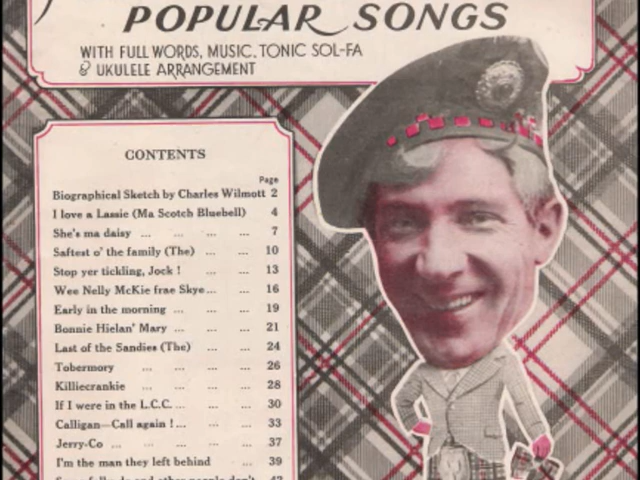 POPULAR SONGS
WITH FULL WORDS, MUSIC, TONIC SOL-FA
& UKULELE ARRANGEMENT
CONTENTS
Page
Biographical Sketch by Charles Wilmott 2
I love a Lassie (Ma Scotch Bluebell) 4
She's ma daisy ... ... ... ... 7
Saftest o' the family (The) ... ... 10
Stop yer tickling, Jock ! ... ... 13
Wee Nelly McKie frae Skye ... ... 16
Early in the morning ... ... ... 19
Bonnie Hielan' Mary ... ... ... 21
Last of the Sandies (The) ... ... 24
Tobermory ... ... ... ... 26
Killiecrankie ... ... ... ... 28
If I were in the L.C.C. ... ... ... 30
Calligan—Call again ! ... ... ... 33
Jerry-Co ... ... ... ... 37
I'm the man they left behind ... 39